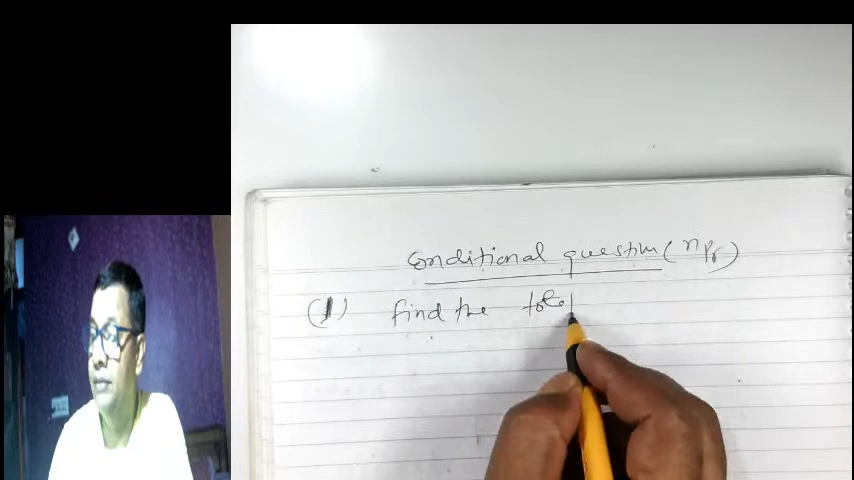 Conditional question (nPr)
(1) find the total